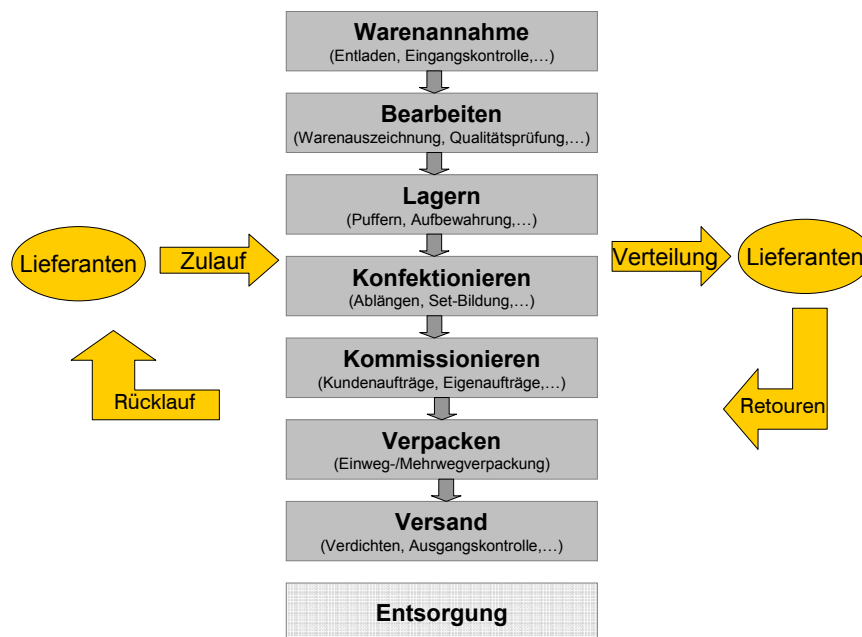 Warenannahme
(Entladen, Eingangskontrolle,…)
Bearbeiten
(Warenauszeichnung, Qualitätsprüfung,…)
Lagern
(Puffern, Aufbewahrung,…)
Lieferanten
Zulauf
Verteilung
Lieferanten
Konfektionieren
(Ablängen, Set-Bildung,…)
Kommissionieren
(Kundenaufträge, Eigenaufträge,…)
Rücklauf
Retouren
Verpacken
(Einweg-/Mehrwegverpackung)
Versand
(Verdichten, Ausgangskontrolle,…)
Entsorgung